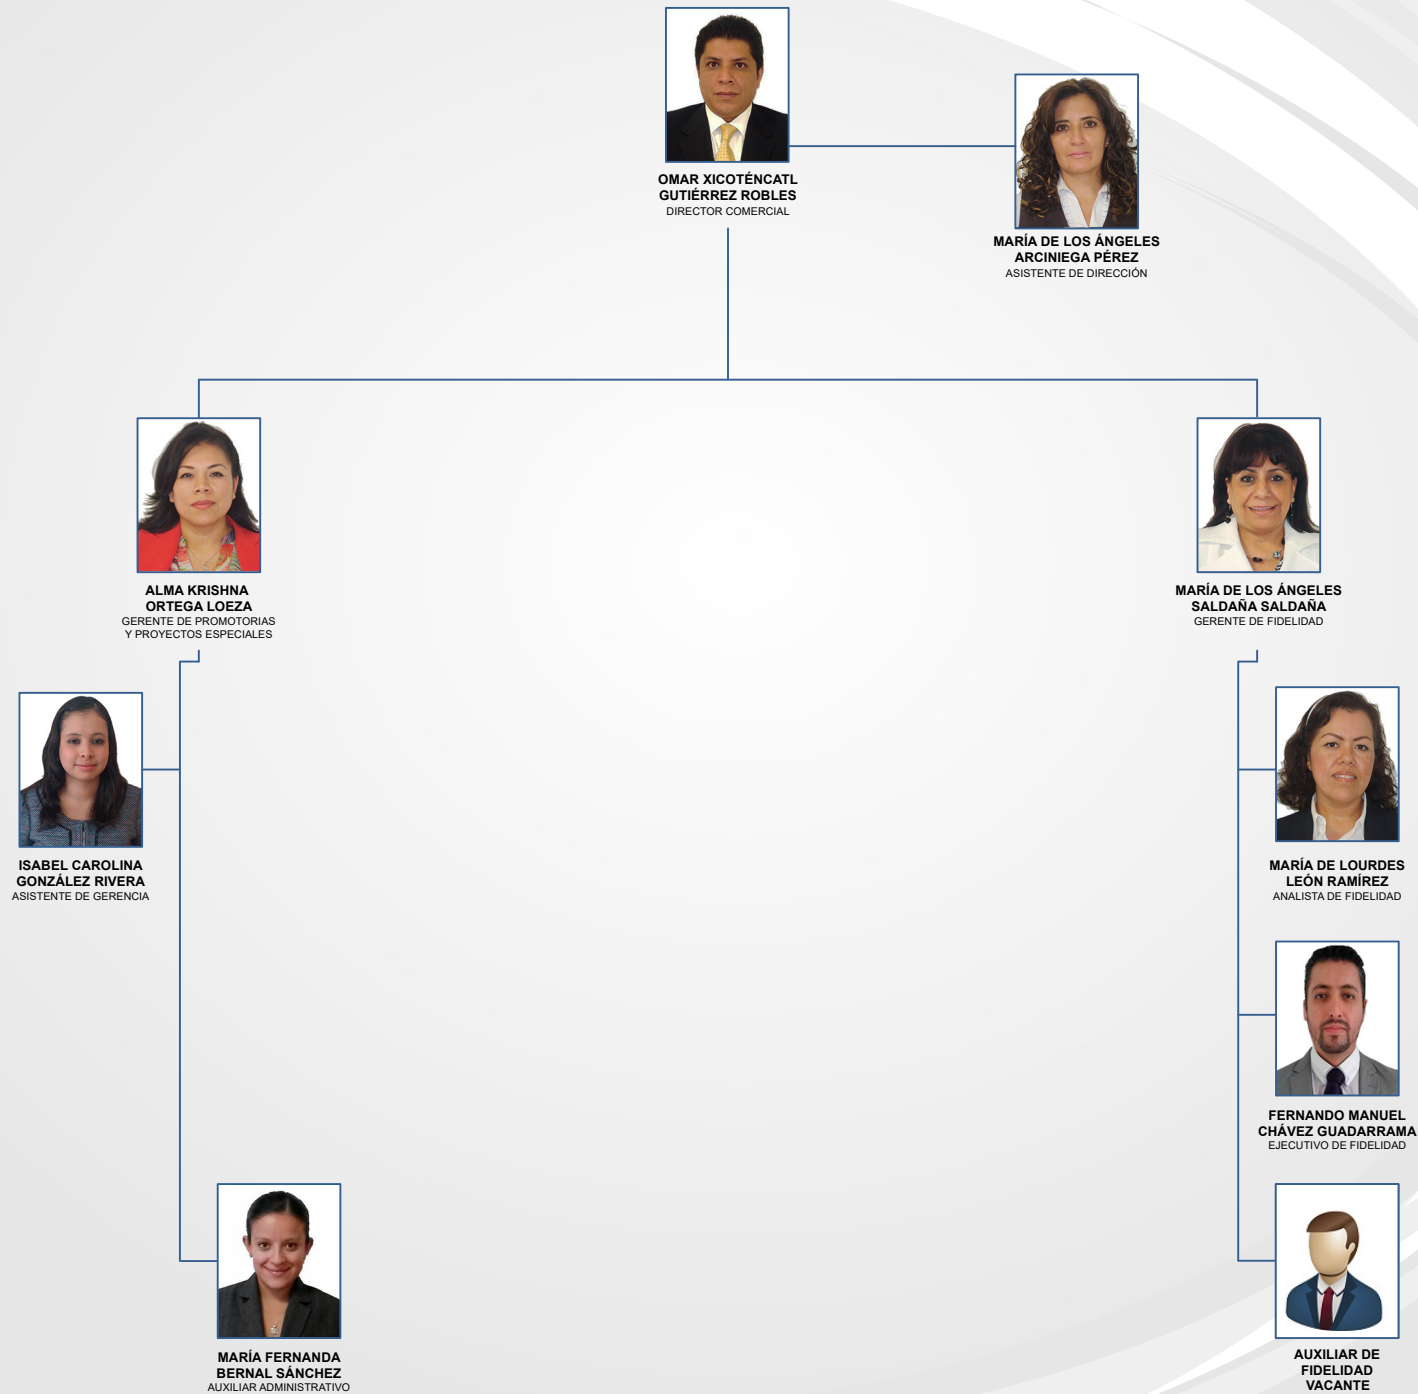 OMAR XICOTÉNCATL
GUTIÉRREZ ROBLES
DIRECTOR COMERCIAL
MARÍA DE LOS ÁNGELES
ARCINIEGA PÉREZ
ASISTENTE DE DIRECCIÓN
ALMA KRISHNA
ORTEGA LOEZA
GERENTE DE PROMOTORIAS
Y PROYECTOS ESPECIALES
MARÍA DE LOS ÁNGELES
SALDAÑA SALDAÑA
GERENTE DE FIDELIDAD
ISABEL CAROLINA
GONZÁLEZ RIVERA
ASISTENTE DE GERENCIA
MARÍA DE LOURDES
LEÓN RAMÍREZ
ANALISTA DE FIDELIDAD
FERNANDO MANUEL
CHÁVEZ GUADARRAMA
EJECUTIVO DE FIDELIDAD
MARÍA FERNANDA
BERNAL SÁNCHEZ
AUXILIAR ADMINISTRATIVO
AUXILIAR DE
FIDELIDAD
VACANTE